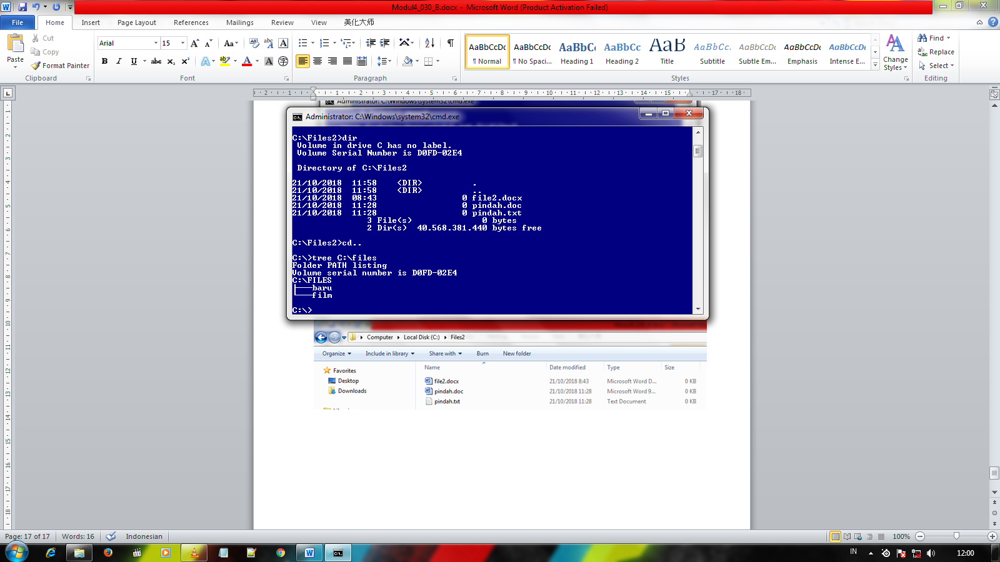 Modul4_030_B.docx - Microsoft Word (Product Activation Failed)
File Home Insert Page Layout References Mailings Review View 美化大师
Paste
Cut
Copy
Format Painter
Clipboard
Arial 15
Font
Paragraph
AaBbCcDc AaBbCcDc AaBbC AaBbCc AaB AaBbCc. AaBbCcDc AaBbCcDc AaBbCcDc
¶ Normal ¶ No Spaci... Heading 1 Heading 2 Title Subtitle Subtle Em... Emphasis Intense E...
Change Styles
Styles
Find
Replace
Select
Editing
Administrator: C:\Windows\system32\cmd.exe
Administrator: C:\Windows\system32\cmd.exe
C:\Files2>dir
Volume in drive C has no label.
Volume Serial Number is D0FD-02E4
Directory of C:\Files2
21/10/2018 11:58 <DIR> .
21/10/2018 11:58 <DIR> ..
21/10/2018 08:43 0 file2.docx
21/10/2018 11:28 0 pindah.doc
21/10/2018 11:28 0 pindah.txt
3 File(s) 0 bytes
2 Dir(s) 40.568.381.440 bytes free
C:\Files2>cd..
C:\>tree C:\files
Folder PATH listing
Volume serial number is D0FD-02E4
C:\FILES
├───baru
└───film
C:\>
Computer Local Disk (C:) Files2
Organize Include in library Share with Burn New folder
Name Date modified Type Size
Favorites
Desktop
Downloads
file2.docx 21/10/2018 8:43 Microsoft Word D... 0 KB
pindah.doc 21/10/2018 11:28 Microsoft Word 9... 0 KB
pindah.txt 21/10/2018 11:28 Text Document 0 KB
Page: 17 of 17 Words: 16 Indonesian 100%
IN 12:00